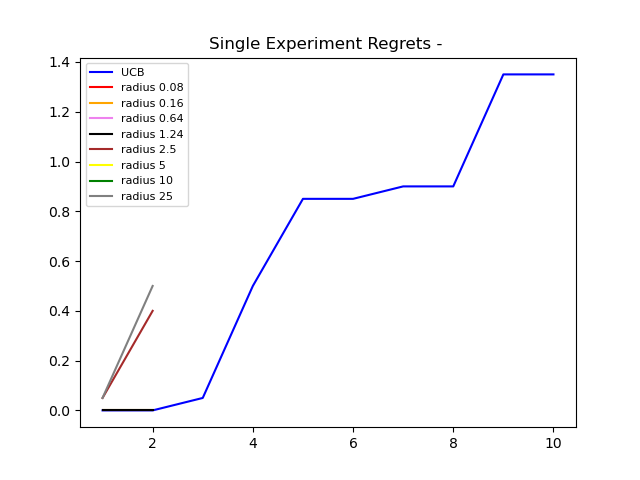 Single Experiment Regrets -
1.4
1.2
1.0
0.8
0.6
0.4
0.2
0.0
UCB
radius 0.08
radius 0.16
radius 0.64
radius 1.24
radius 2.5
radius 5
radius 10
radius 25
2 4 6 8 10